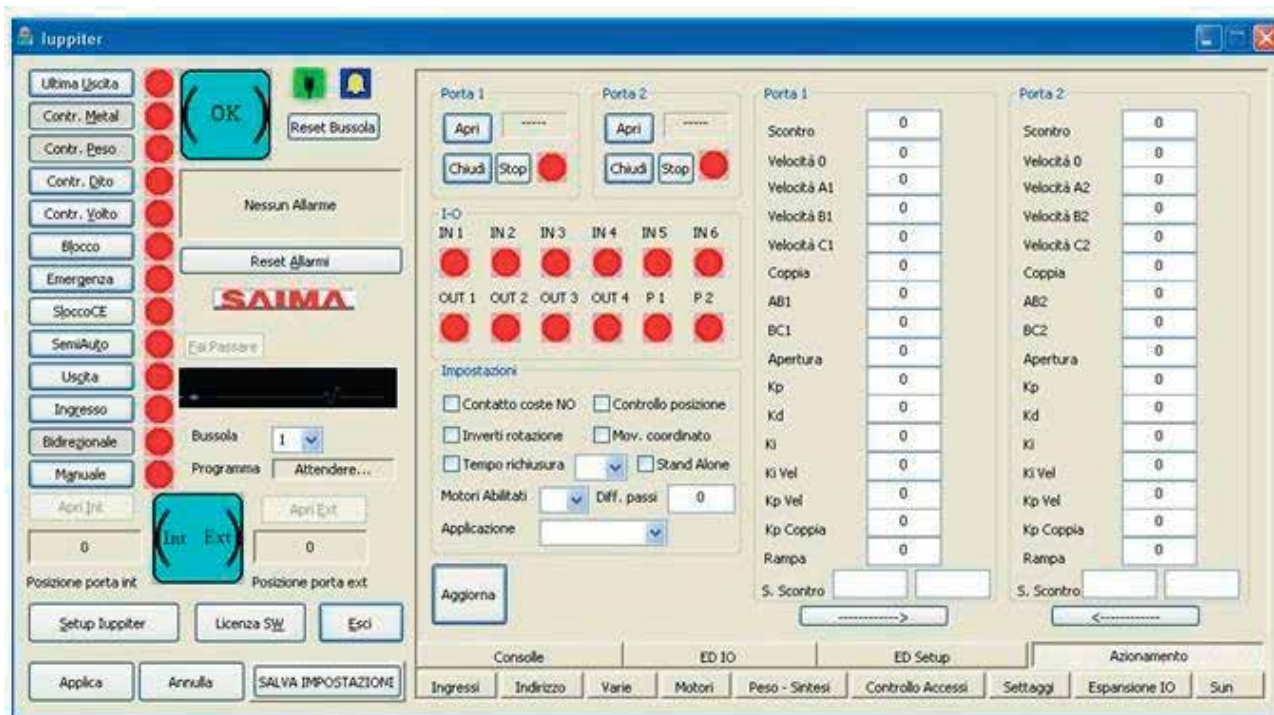 Iuppiter
Ultima Uscita
Contr. Metal
Contr. Peso
Contr. Dito
Contr. Volto
Blocco
Emergenza
SbloccoCE
SemiAuto
Uscita
Ingresso
Bidiregionale
Manuale
Apri Int
0
Posizione porta int
OK
Reset Bussola
Nessun Allarme
Reset Allarmi
SAIMA
Fai Passare
Bussola 1
Programma Attendere...
Int Ext
Apri Ext
0
Posizione porta ext
Setup Iuppiter Licenza SW Esci
Applica Annulla SALVA IMPOSTAZIONE
Porta 1
Apri -----
Chiudi Stop
Porta 2
Apri -----
Chiudi Stop
I-O
IN 1 IN 2 IN 3 IN 4 IN 5 IN 6
OUT 1 OUT 2 OUT 3 OUT 4 P 1 P 2
Impostazioni
Contatto coste NO Controllo posizione
Inverti rotazione Mov. coordinato
Tempo richiusura Stand Alone
Motori Abilitati Diff. passi 0
Applicazione
Aggiorna
Porta 1
Scontro 0
Velocità 0 0
Velocità A1 0
Velocità B1 0
Velocità C1 0
Coppia 0
AB1 0
BC1 0
Apertura 0
Kp 0
Kd 0
Ki 0
Ki Vel 0
Kp Vel 0
Kp Coppia 0
Rampa 0
S. Scontro
------------>
Porta 2
Scontro 0
Velocità 0 0
Velocità A2 0
Velocità B2 0
Velocità C2 0
Coppia 0
AB2 0
BC2 0
Apertura 0
Kp 0
Kd 0
Ki 0
Ki Vel 0
Kp Vel 0
Kp Coppia 0
Rampa 0
S. Scontro
<------------
Consolle ED IO ED Setup Azionamento
Ingressi Indirizzo Varie Motori Peso - Sintesi Controllo Accessi Settaggi Espansione IO Sun